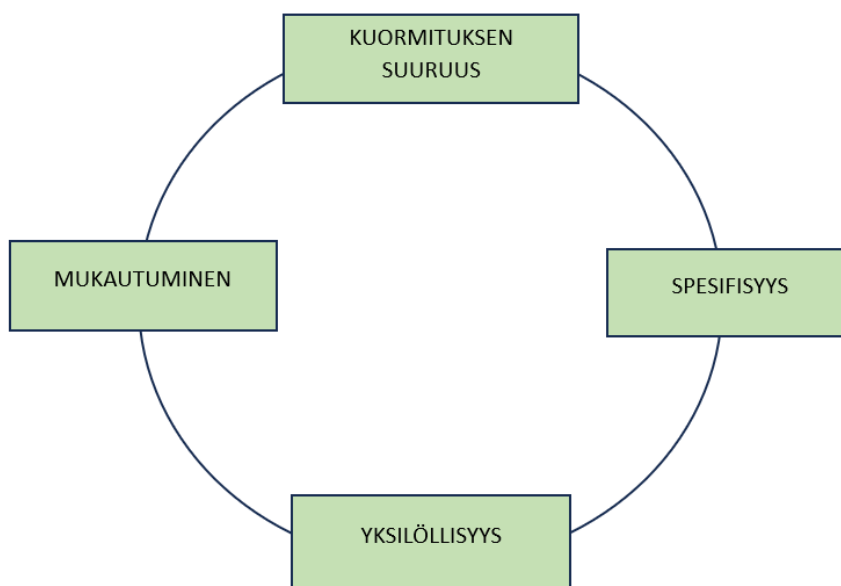 KUORMITUKSEN
SUURUUS
MUKAUTUMINEN
SPESIFISYYS
YKSILÖLLISYYS